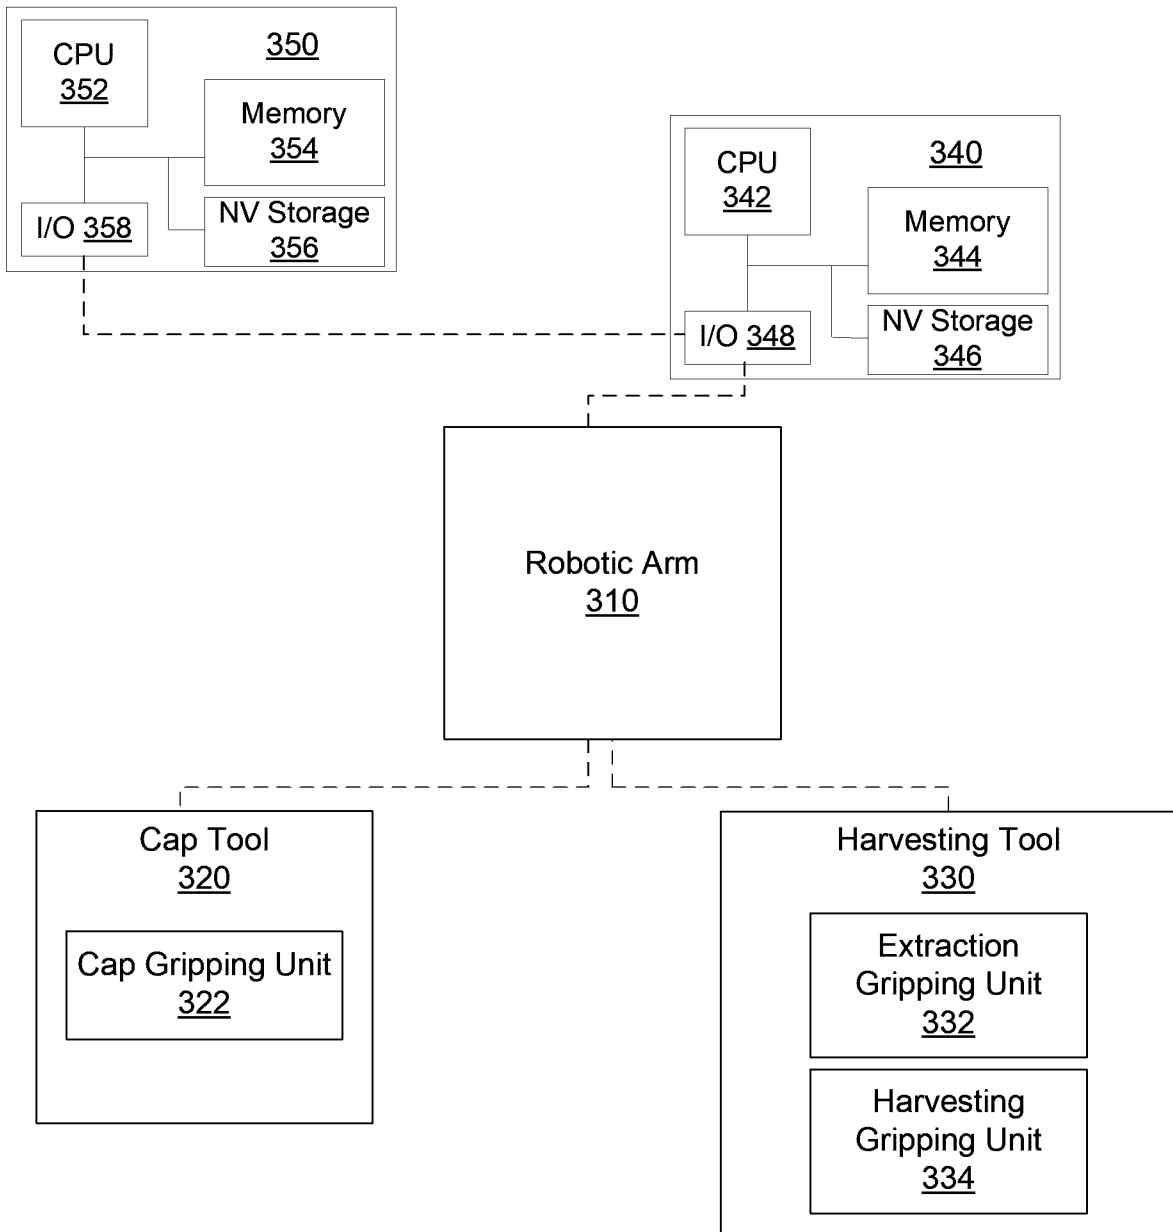 CPU
352
350
Memory
354
I/O 358
NV Storage
356
CPU
342
340
Memory
344
I/O 348
NV Storage
346
Robotic Arm
310
Cap Tool
320
Cap Gripping Unit
322
Harvesting Tool
330
Extraction
Gripping Unit
332
Harvesting
Gripping Unit
334